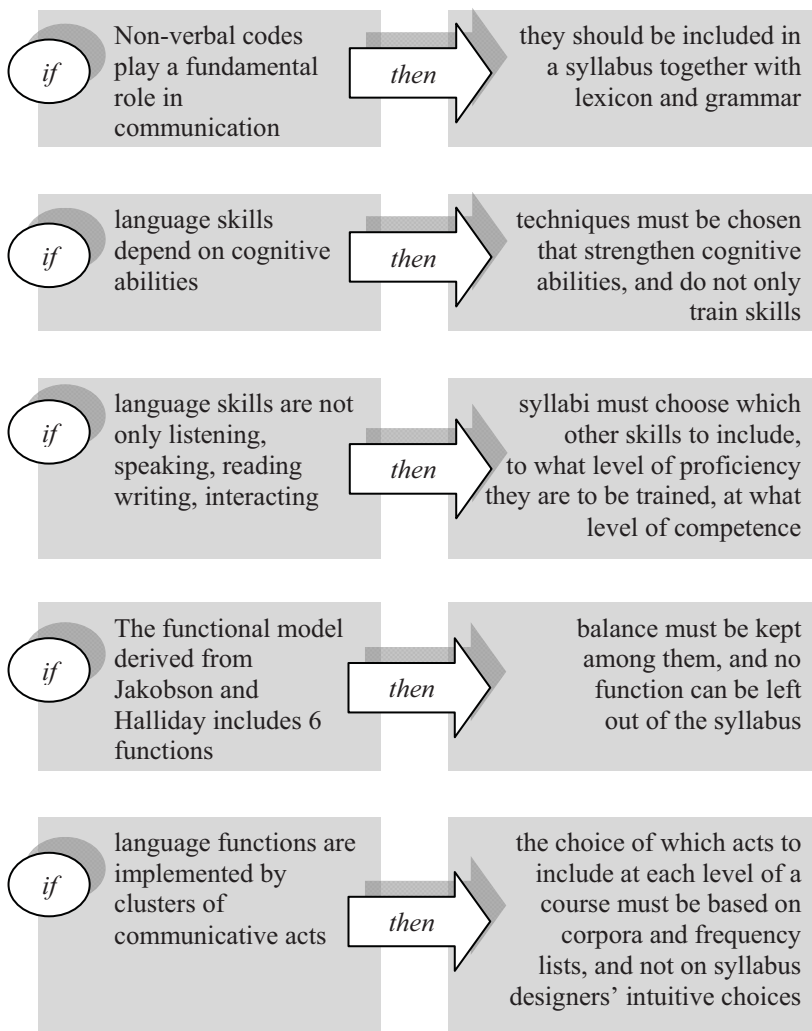 if
Non-verbal codes
play a fundamental
role in
communication
then
they should be included in
a syllabus together with
lexicon and grammar
if
language skills
depend on cognitive
abilities
then
techniques must be chosen
that strengthen cognitive
abilities, and do not only
train skills
if
language skills are not
only listening,
speaking, reading
writing, interacting
then
syllabi must choose which
other skills to include,
to what level of proficiency
they are to be trained, at what
level of competence
if
The functional model
derived from
Jakobson and
Halliday includes 6
functions
then
balance must be kept
among them, and no
function can be left
out of the syllabus
if
language functions are
implemented by
clusters of
communicative acts
then
the choice of which acts to
include at each level of a
course must be based on
corpora and frequency
lists, and not on syllabus
designers’ intuitive choices